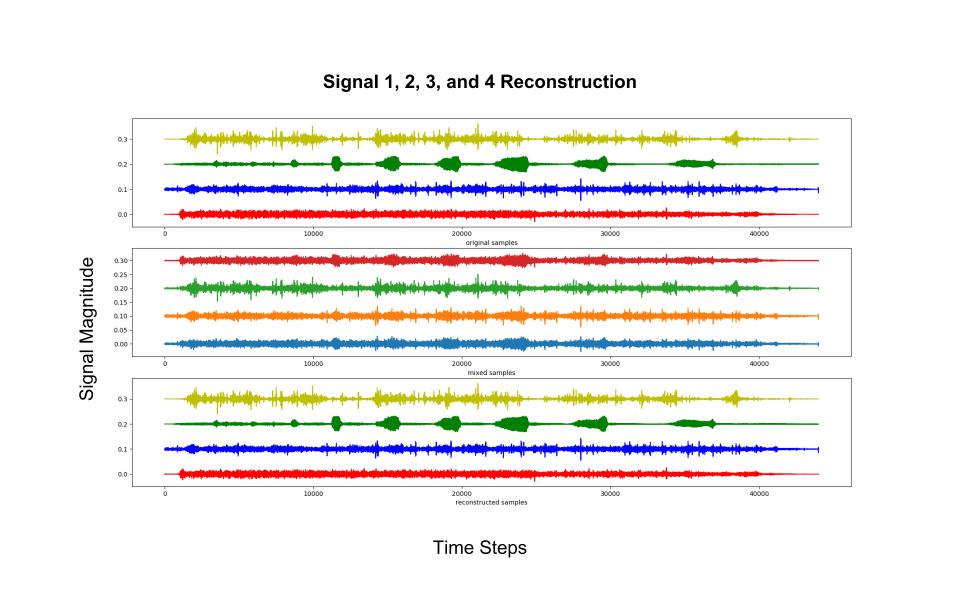 Signal 1, 2, 3, and 4 Reconstruction
0.3
0.2
0.1
0.0
0 10000 20000 30000 40000
original samples
Signal Magnitude
0.30
0.25
0.20
0.15
0.10
0.05
0.00
0 10000 20000 30000 40000
mixed samples
0.3
0.2
0.1
0.0
0 10000 20000 30000 40000
reconstructed samples
Time Steps